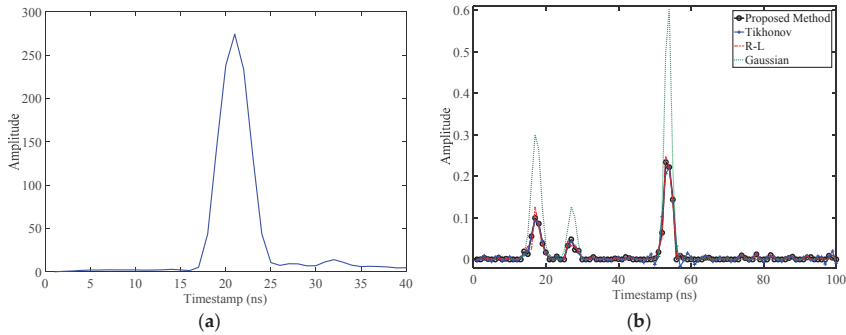 300
250
200
150
100
50
0
Amplitude
0 5 10 15 20 25 30 35 40
Timestamp (ns)
(a)
0.6
0.5
0.4
0.3
0.2
0.1
0
Amplitude
Proposed Method
Tikhonov
R-L
Gaussian
0 20 40 60 80 100
Timestamp (ns)
(b)